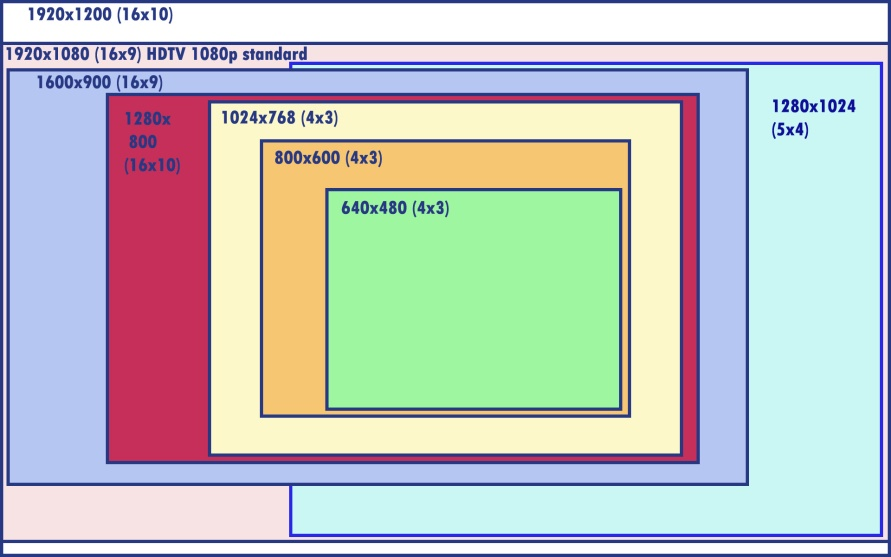 1920x1200 (16x10)
1920x1080 (16x9) HDTV 1080p standard
1600x900 (16x9)
1280x
800
(16x10)
1024x768 (4x3)
800x600 (4x3)
640x480 (4x3)
1280x1024
(5x4)